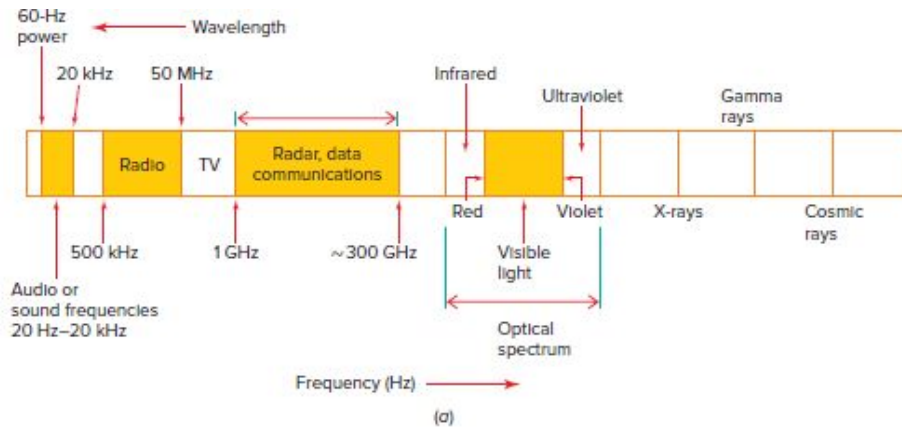 60-Hz
power
Wavelength
20 kHz
50 MHz
Infrared
Ultraviolet
Gamma
rays
Radio
TV
Radar, data
communications
Red
Violet
X-rays
Cosmic
rays
500 kHz
1 GHz
~300 GHz
Visible
light
Audio or
sound frequencies
20 Hz–20 kHz
Optical
spectrum
Frequency (Hz)
(a)